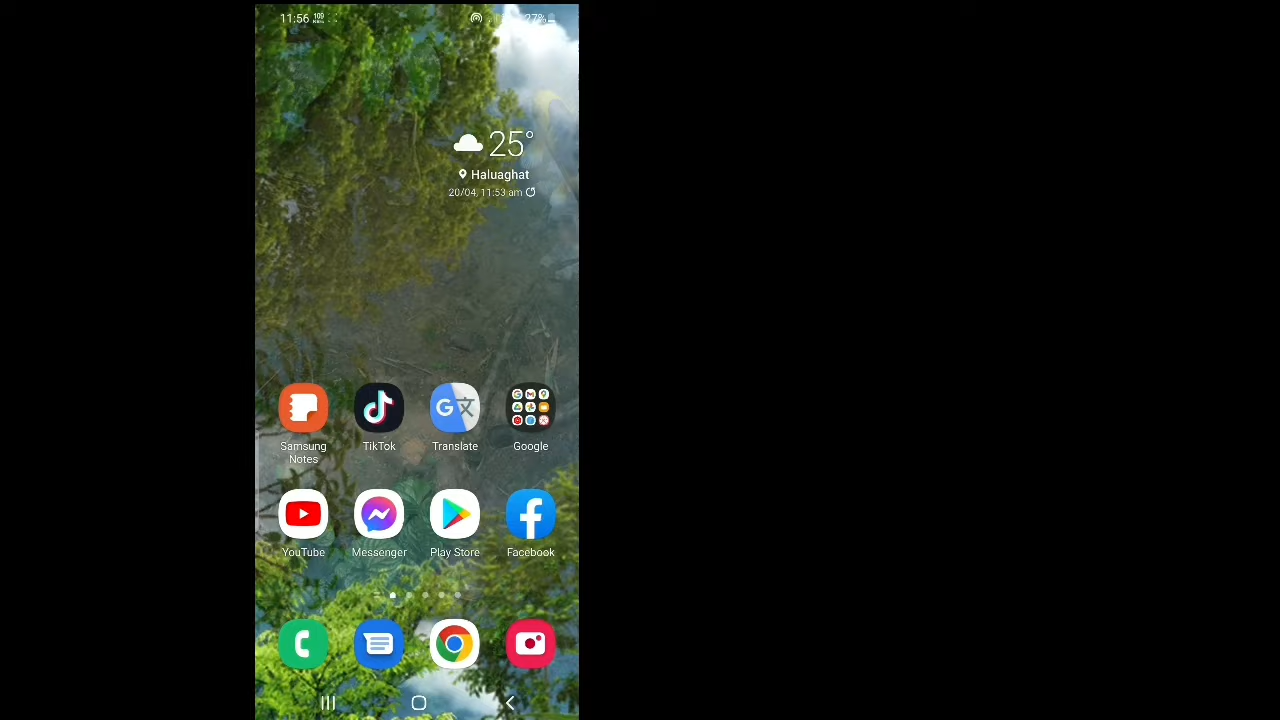 11:56
27%
25°
Haluaghat
20/04, 11:53 am
Samsung
Notes
TikTok
Translate
Google
YouTube
Messenger
Play Store
Facebook